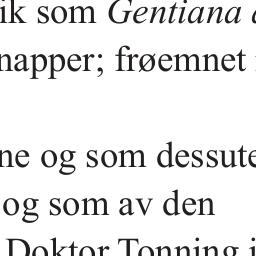 ik som Gentiana
napper; frøemnet
ne og som dessute
og som av den
Doktor Tonning i